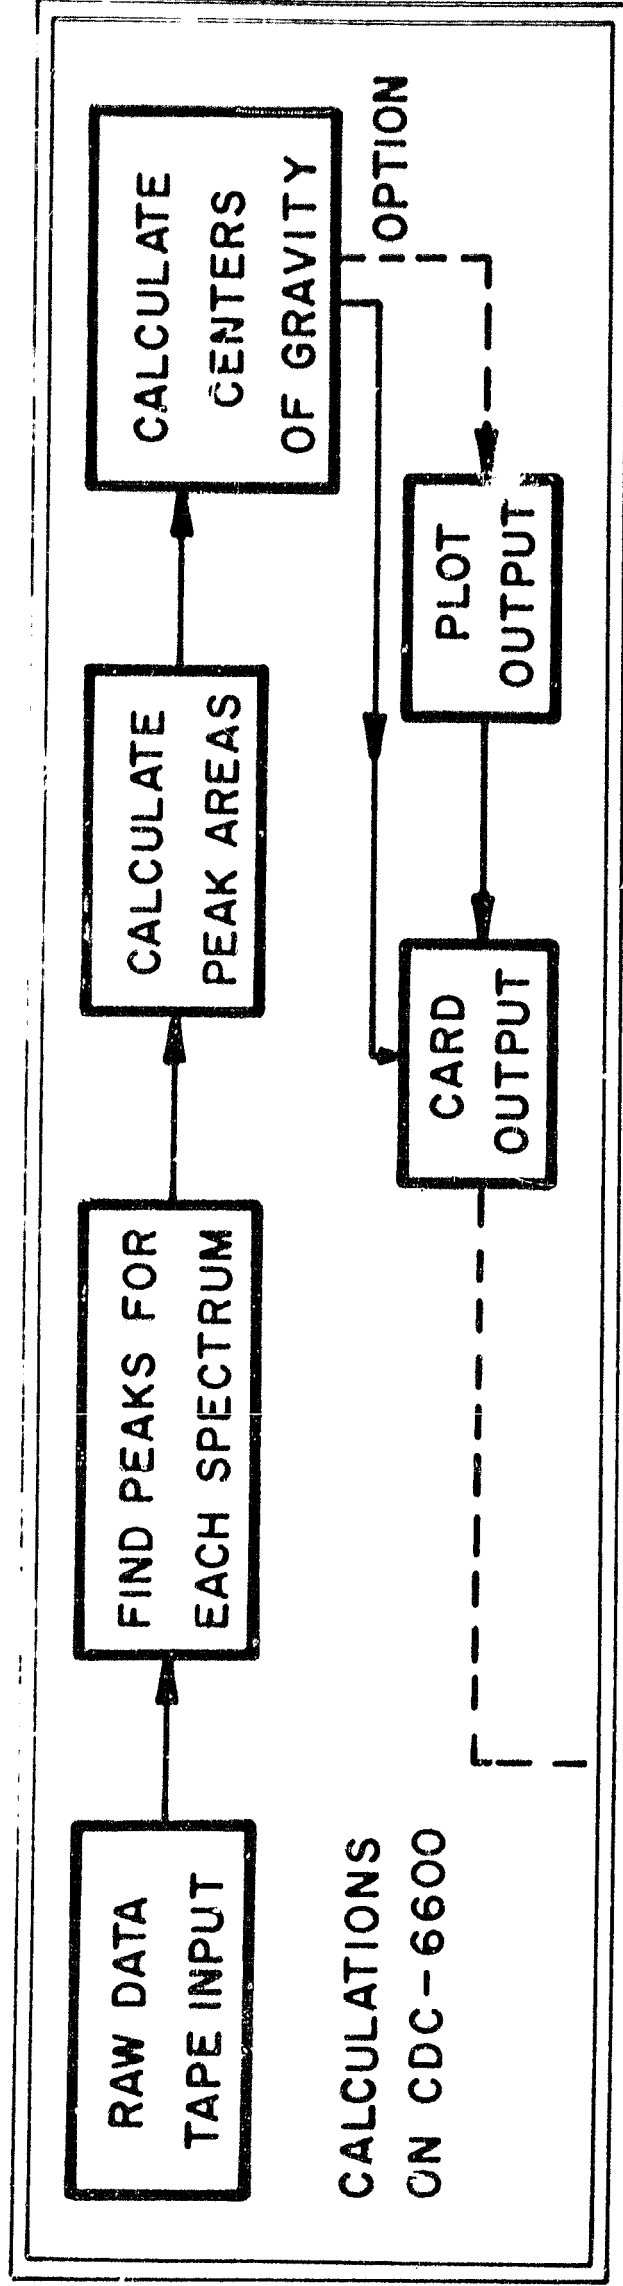 RAW DATA
TAPE INPUT
FIND PEAKS FOR
EACH SPECTRUM
CALCULATE
PEAK AREAS
CALCULATE
CENTERS
OF GRAVITY
OPTION
PLOT
OUTPUT
CARD
OUTPUT
CALCULATIONS
ON CDC-6600